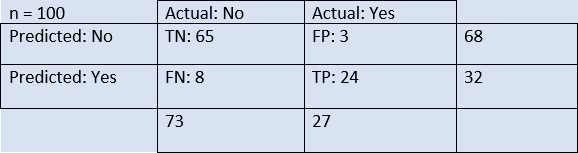 n = 100 Actual: No Actual: Yes
Predicted: No TN: 65 FP: 3 68
Predicted: Yes FN: 8 TP: 24 32
73 27